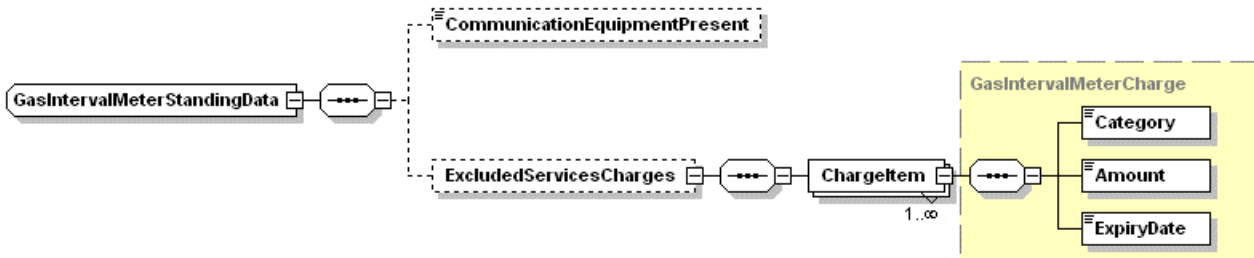 CommunicationEquipmentPresent
GasIntervalMeterStandingData
ExcludedServicesCharges
ChargeItem
1..∞
GasIntervalMeterCharge
Category
Amount
ExpiryDate